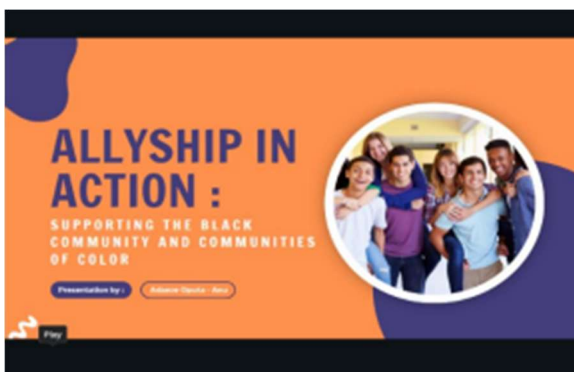 ALLYSHIP IN
ACTION :
SUPPORTING THE BLACK
COMMUNITY AND COMMUNITIES
OF COLOR
Presentation by :
Play